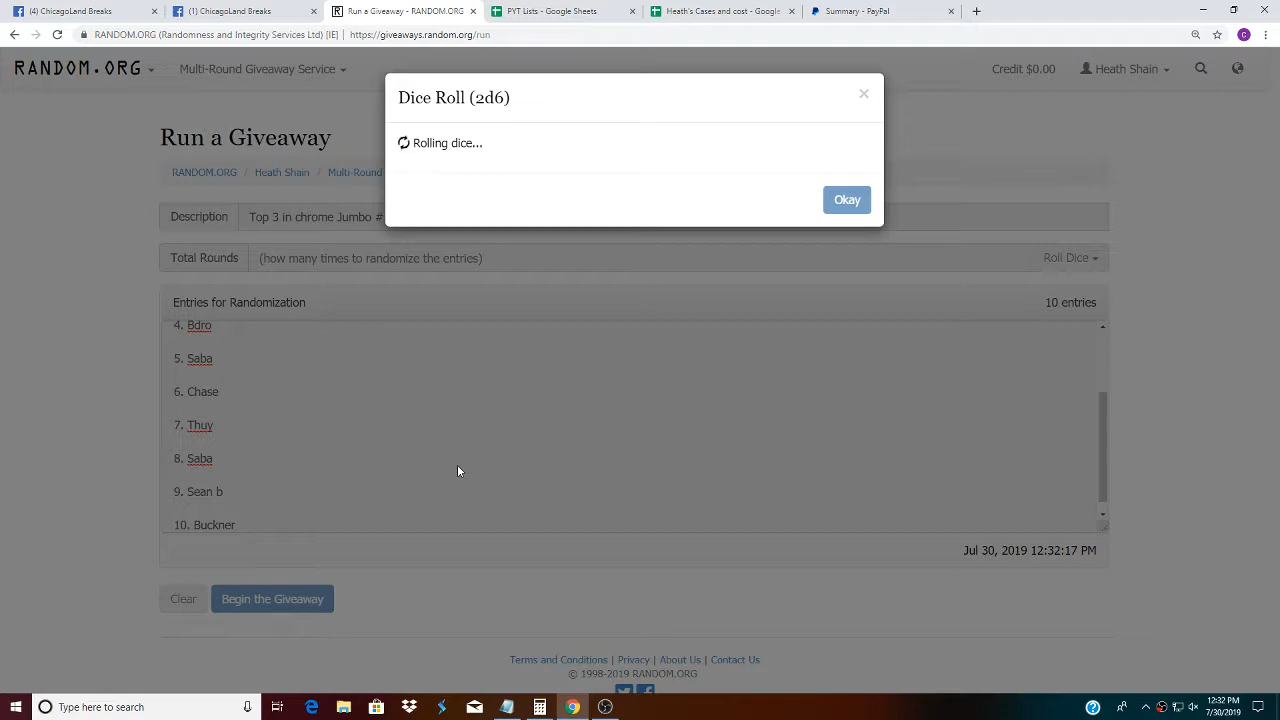 (4) ChicagoLand Breaks
(1) ChicagoLand Breaks
Run a Giveaway - RANDOM.ORG
PYT Lists - Google Sheets
Heath's Cases and cost - Google
Summary - PayPal
RANDOM.ORG (Randomness and Integrity Services Ltd) [IE] | https://giveaways.random.org/run
RANDOM.ORG
Multi-Round Giveaway Service
Credit $0.00
Heath Shain
Dice Roll (2d6)
Rolling dice...
Okay
Run a Giveaway
RANDOM.ORG / Heath Shain / Multi-Round
Description
Top 3 in chrome Jumbo #
Total Rounds
(how many times to randomize the entries)
Roll Dice
Entries for Randomization
10 entries
4. Bdro
5. Saba
6. Chase
7. Thuy
8. Saba
9. Sean b
10. Buckner
Jul 30, 2019 12:32:17 PM
Clear
Begin the Giveaway
Terms and Conditions | Privacy | About Us | Contact Us
© 1998-2019 RANDOM.ORG
Type here to search
12:32 PM
7/30/2019